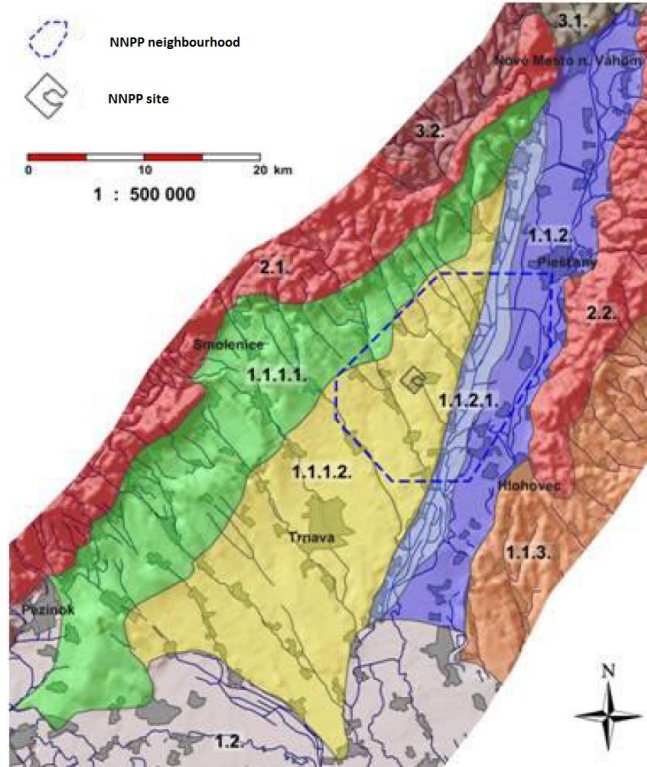 NNPP neighbourhood
NNPP site
0 10 20 km
1 : 500 000
3.1.
Nové Mesto n. Váhom
3.2.
1.1.2.
Piešťany
2.1.
2.2.
Smolenice
1.1.1.1.
1.1.2.1.
1.1.1.2.
Hlohovec
Trnava
1.1.3.
Pezinok
N
1.2.